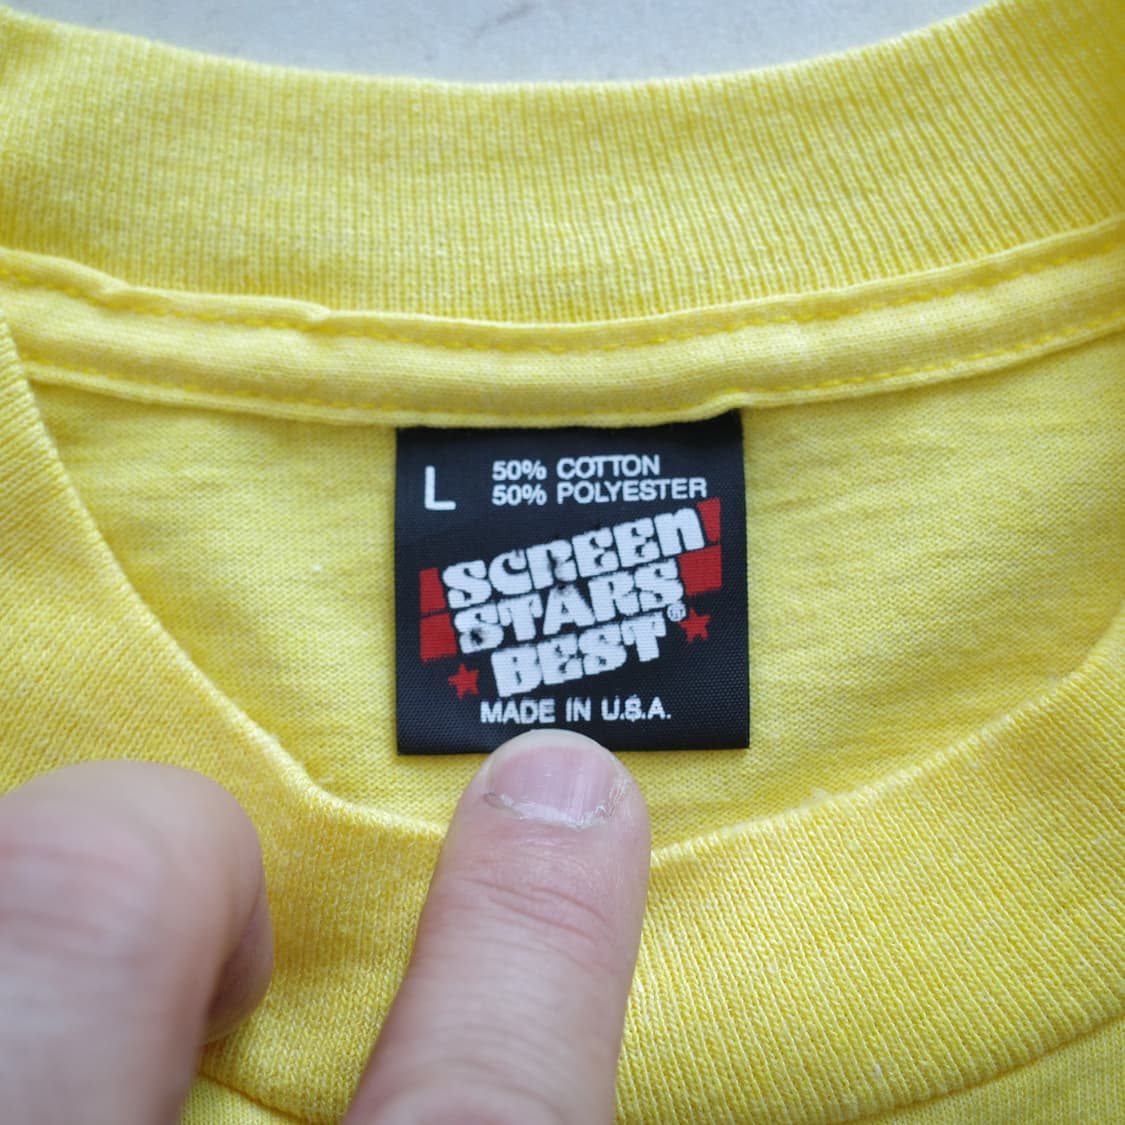 L 50% COTTON
50% POLYESTER
SCREEN
STARS
BEST®
MADE IN U.S.A.